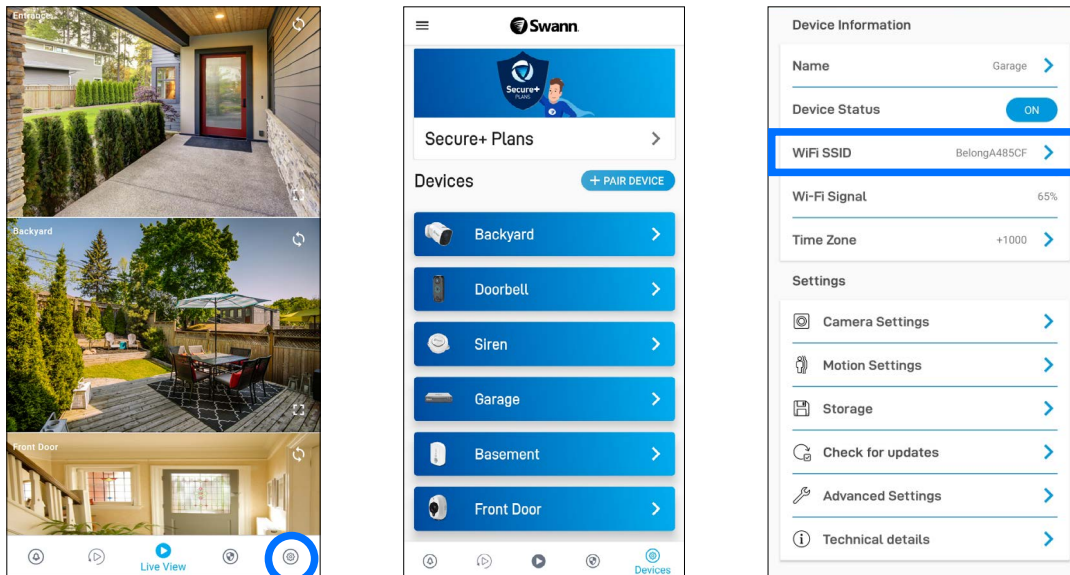 Entrance
Backyard
Front Door
Live View
Swann
Secure+
PLANS
Secure+ Plans
Devices
+ PAIR DEVICE
Backyard
Doorbell
Siren
Garage
Basement
Front Door
Devices
Device Information
Name Garage
Device Status ON
WiFi SSID BelongA485CF
Wi-Fi Signal 65%
Time Zone +1000
Settings
Camera Settings
Motion Settings
Storage
Check for updates
Advanced Settings
Technical details